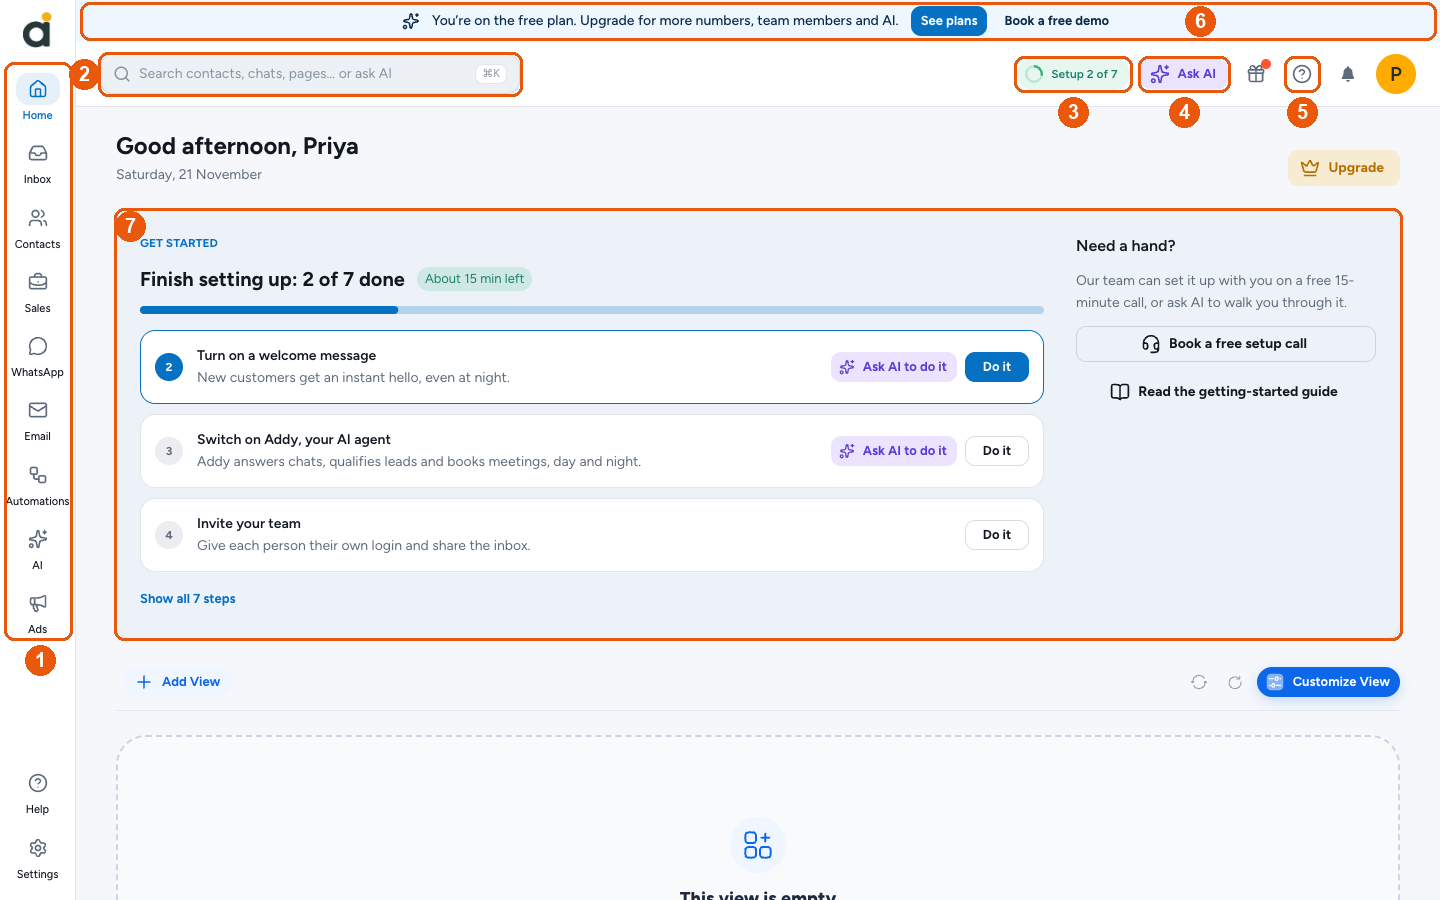 You're on the free plan. Upgrade for more numbers, team members and AI.
See plans
Book a free demo
6
2
Search contacts, chats, pages... or ask AI
⌘K
Setup 2 of 7
Ask AI
P
3
4
5
Home
Inbox
Contacts
Sales
WhatsApp
Email
Automations
AI
Ads
1
Help
Settings
Good afternoon, Priya
Saturday, 21 November
Upgrade
7
GET STARTED
Finish setting up: 2 of 7 done
About 15 min left
2
Turn on a welcome message
New customers get an instant hello, even at night.
Ask AI to do it
Do it
3
Switch on Addy, your AI agent
Addy answers chats, qualifies leads and books meetings, day and night.
Ask AI to do it
Do it
4
Invite your team
Give each person their own login and share the inbox.
Do it
Show all 7 steps
Need a hand?
Our team can set it up with you on a free 15-
minute call, or ask AI to walk you through it.
Book a free setup call
Read the getting-started guide
Add View
Customize View
This view is empty